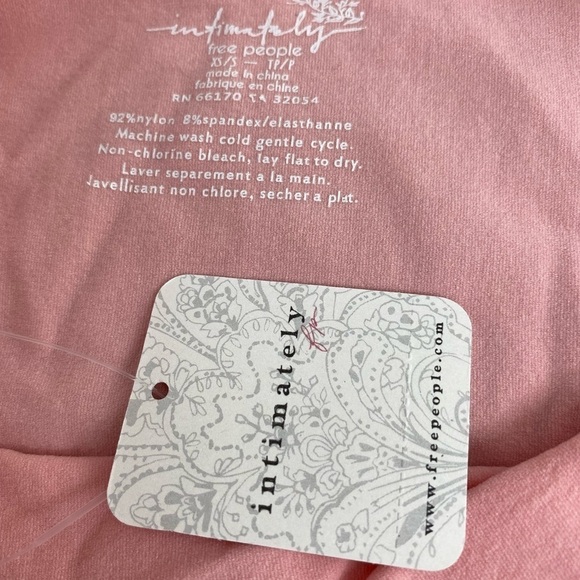 intimately
free people
XS/S — TP/P
made in china
fabrique en chine
RN 66170 CA 32054
92%nylon 8%spandex/elasthanne
Machine wash cold gentle cycle.
Non-chlorine bleach, lay flat to dry.
Laver separement a la main.
Javellisant non chlore, secher a plat.
intimately
fp
www.freepeople.com